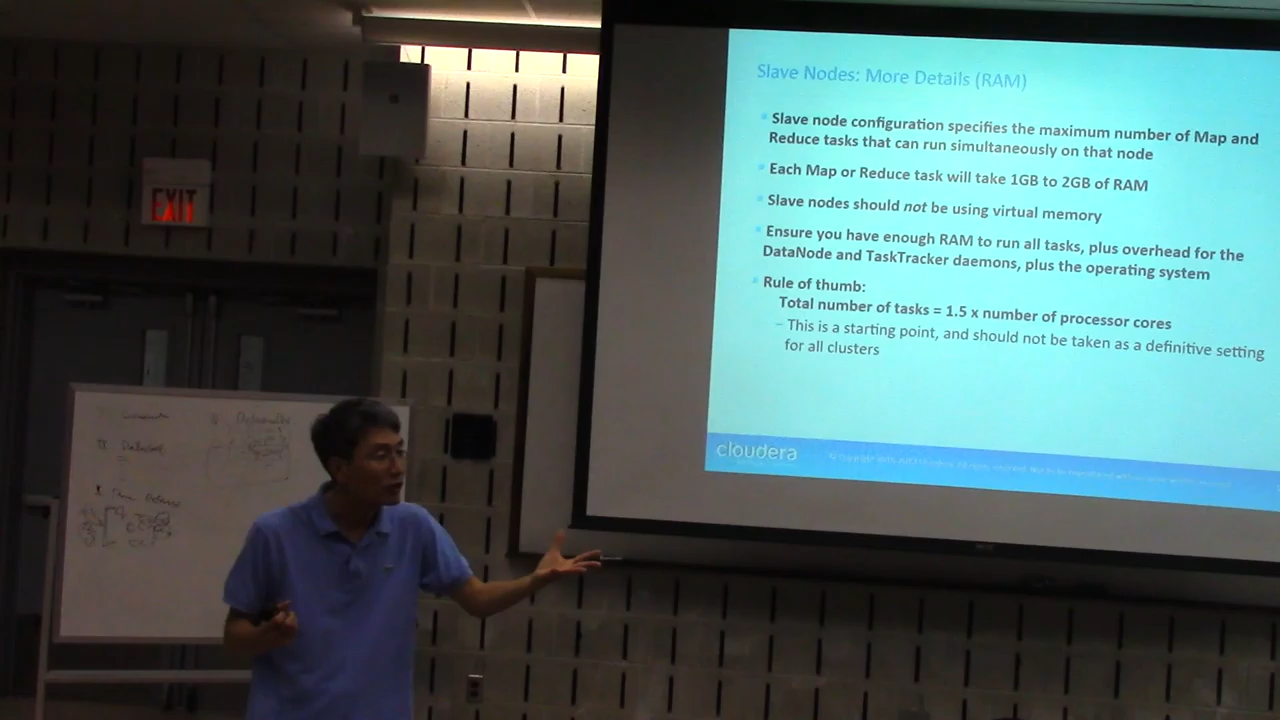 EXIT
Slave Nodes: More Details (RAM)
Slave node configuration specifies the maximum number of Map and
Reduce tasks that can run simultaneously on that node
Each Map or Reduce task will take 1GB to 2GB of RAM
Slave nodes should not be using virtual memory
Ensure you have enough RAM to run all tasks, plus overhead for the
DataNode and TaskTracker daemons, plus the operating system
Rule of thumb:
Total number of tasks = 1.5 x number of processor cores
– This is a starting point, and should not be taken as a definitive setting
for all clusters
cloudera